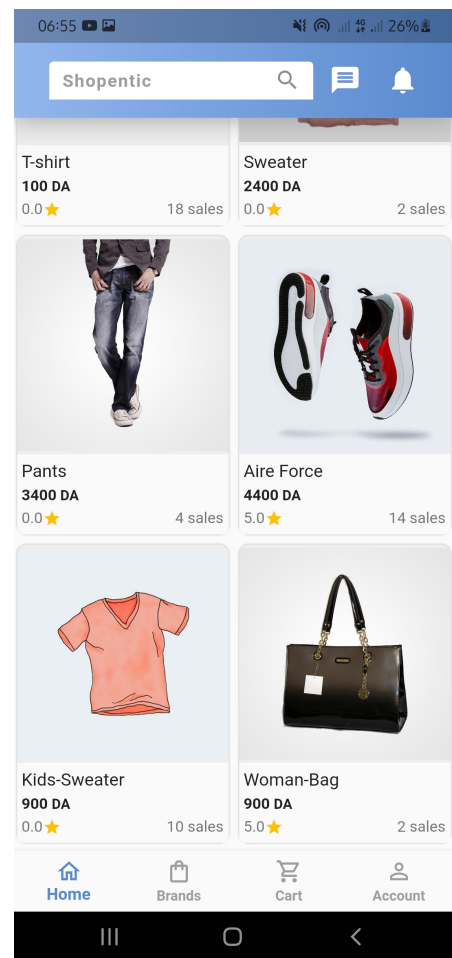 06:55 4G 26%
Shopentic
T-shirt Sweater
100 DA 2400 DA
0.0 18 sales 0.0 2 sales
Pants Aire Force
3400 DA 4400 DA
0.0 4 sales 5.0 14 sales
Kids-Sweater Woman-Bag
900 DA 900 DA
0.0 10 sales 5.0 2 sales
Home Brands Cart Account